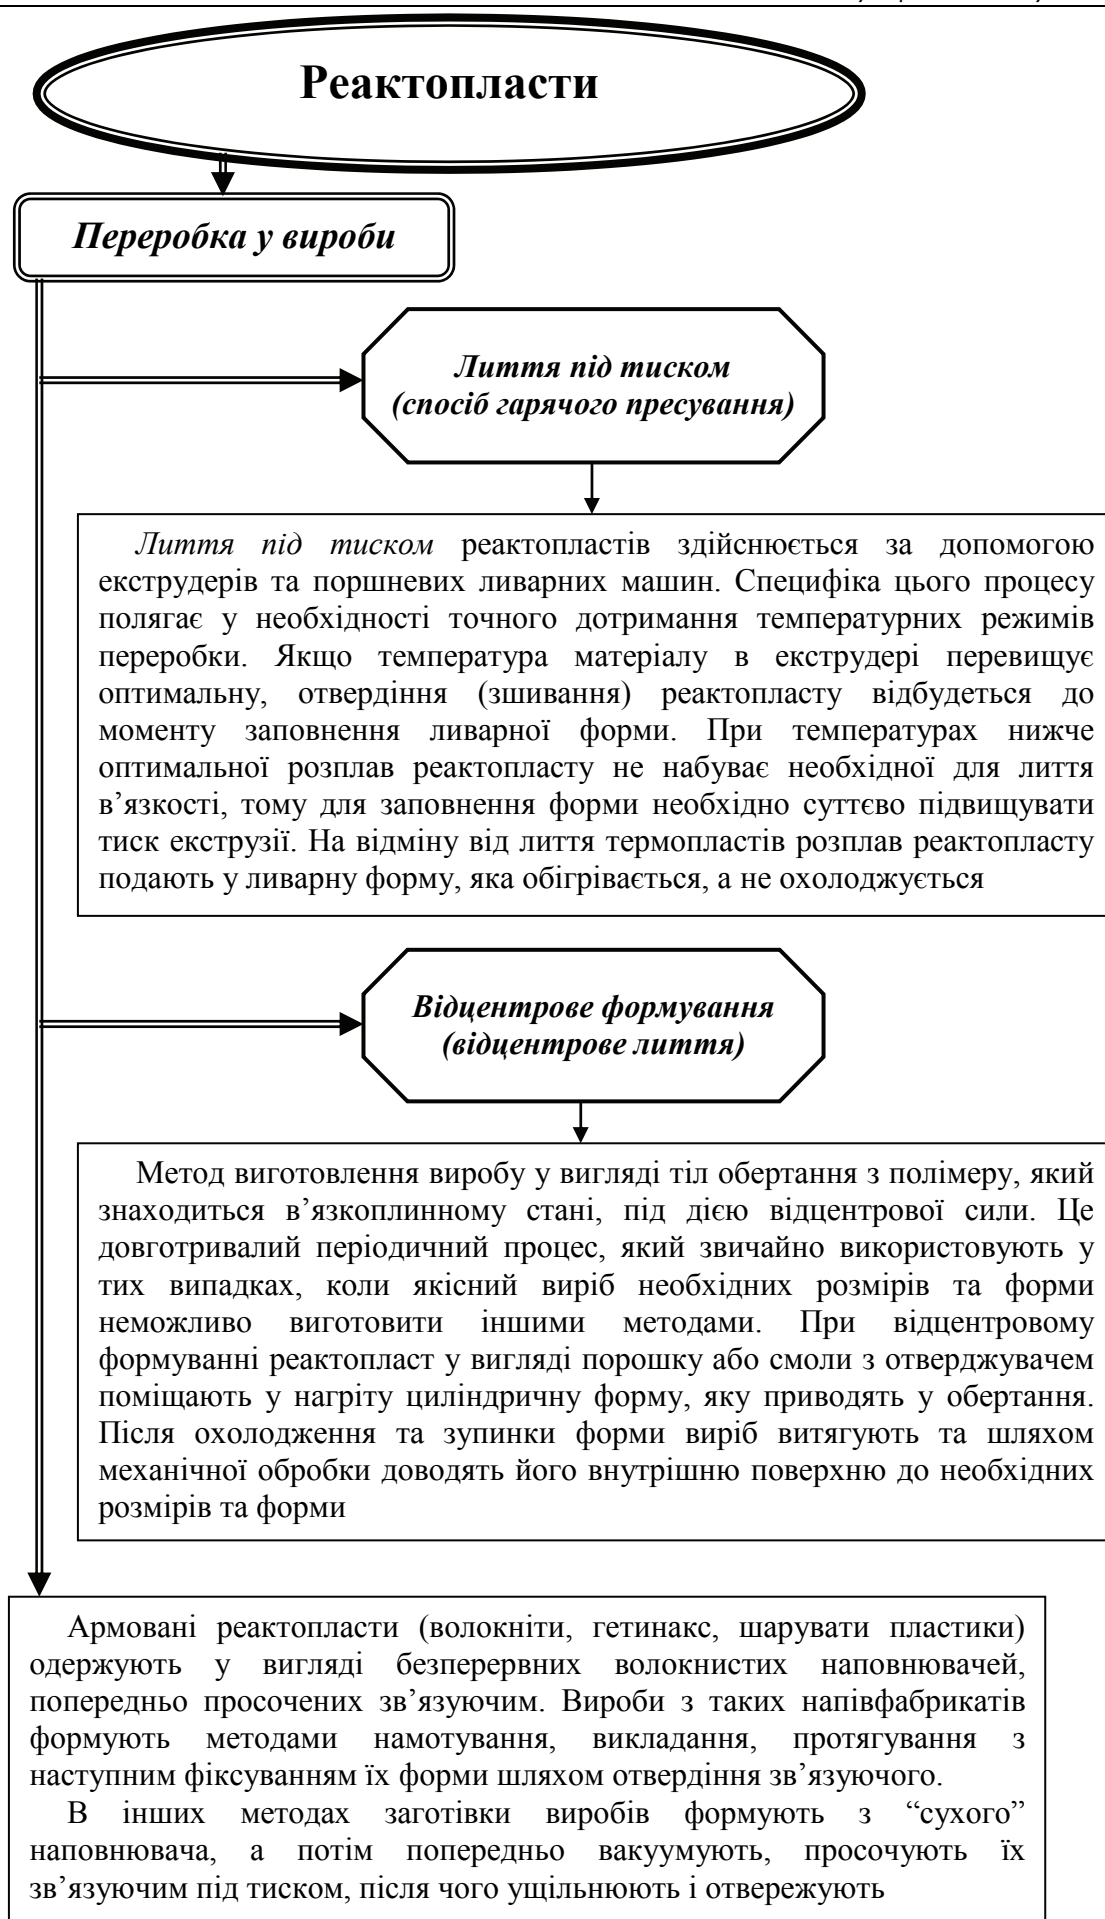 Реактопласти
Переробка у вироби
Лиття під тиском
(спосіб гарячого пресування)
Лиття під тиском реактопластів здійснюється за допомогою
екструдерів та поршневих ливарних машин. Специфіка цього процесу
полягає у необхідності точного дотримання температурних режимів
переробки. Якщо температура матеріалу в екструдері перевищує
оптимальну, отвердіння (зшивання) реактопласту відбудеться до
моменту заповнення ливарної форми. При температурах нижче
оптимальної розплав реактопласту не набуває необхідної для лиття
в’язкості, тому для заповнення форми необхідно суттєво підвищувати
тиск екструзії. На відміну від лиття термопластів розплав реактопласту
подають у ливарну форму, яка обігрівається, а не охолоджується
Відцентрове формування
(відцентрове лиття)
Метод виготовлення виробу у вигляді тіл обертання з полімеру, який
знаходиться в’язкоплинному стані, під дією відцентрової сили. Це
довготривалий періодичний процес, який звичайно використовують у
тих випадках, коли якісний виріб необхідних розмірів та форми
неможливо виготовити іншими методами. При відцентровому
формуванні реактопласт у вигляді порошку або смоли з отверджувачем
поміщають у нагріту циліндричну форму, яку приводять у обертання.
Після охолодження та зупинки форми виріб витягують та шляхом
механічної обробки доводять його внутрішню поверхню до необхідних
розмірів та форми
Армовані реактопласти (волокніти, гетинакс, шарувати пластики)
одержують у вигляді безперервних волокнистих наповнювачей,
попередньо просочених зв’язуючим. Вироби з таких напівфабрикатів
формують методами намотування, викладання, протягування з
наступним фіксуванням їх форми шляхом отвердіння зв’язуючого.
В інших методах заготівки виробів формують з “сухого”
наповнювача, а потім попередньо вакуумують, просочують їх
зв’язуючим під тиском, після чого ущільнюють і отвережують